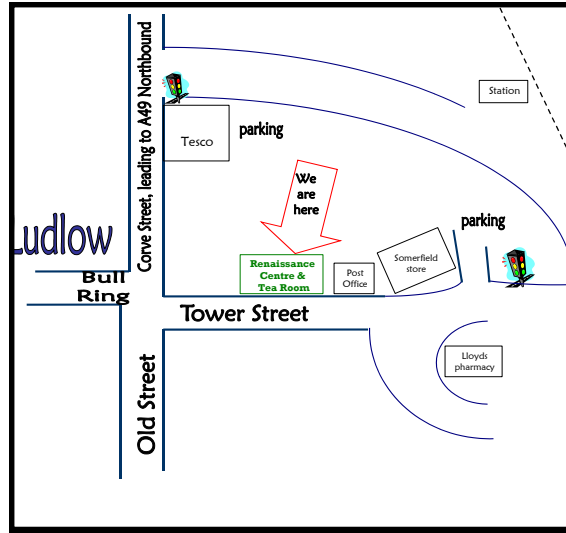 Corve Street, leading to A49 Northbound
Station
Tesco
parking
We
are
here
Ludlow
parking
Bull
Ring
Renaissance
Centre &
Tea Room
Post
Office
Somerfield
store
Tower Street
Lloyds
pharmacy
Old Street